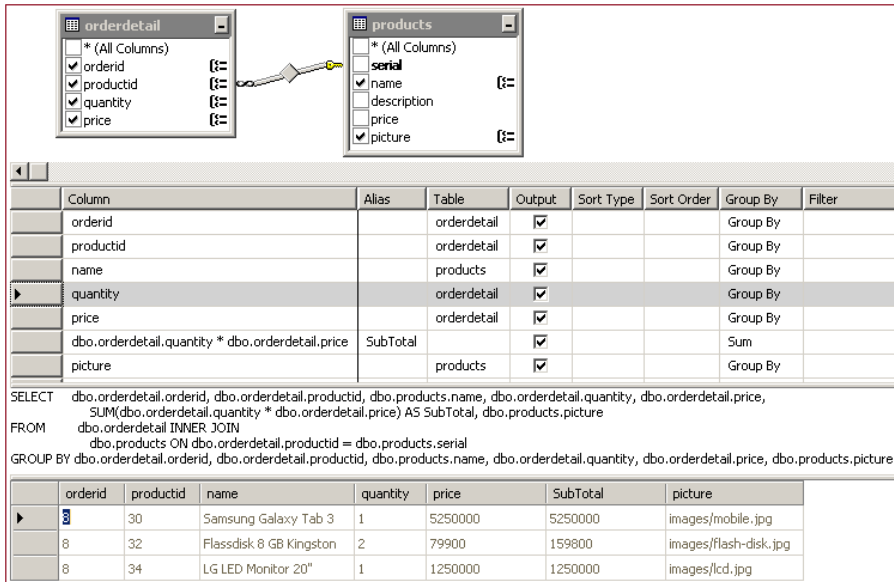 orderdetail
* (All Columns)
orderid
productid
quantity
price
products
* (All Columns)
serial
name
description
price
picture
Column Alias Table Output Sort Type Sort Order Group By Filter
orderid orderdetail Group By
productid orderdetail Group By
name products Group By
quantity orderdetail Group By
price orderdetail Group By
dbo.orderdetail.quantity * dbo.orderdetail.price SubTotal Sum
picture products Group By
SELECT dbo.orderdetail.orderid, dbo.orderdetail.productid, dbo.products.name, dbo.orderdetail.quantity, dbo.orderdetail.price,
SUM(dbo.orderdetail.quantity * dbo.orderdetail.price) AS SubTotal, dbo.products.picture
FROM dbo.orderdetail INNER JOIN
dbo.products ON dbo.orderdetail.productid = dbo.products.serial
GROUP BY dbo.orderdetail.orderid, dbo.orderdetail.productid, dbo.products.name, dbo.orderdetail.quantity, dbo.orderdetail.price, dbo.products.picture
orderid productid name quantity price SubTotal picture
8 30 Samsung Galaxy Tab 3 1 5250000 5250000 images/mobile.jpg
8 32 Flassdisk 8 GB Kingston 2 79900 159800 images/flash-disk.jpg
8 34 LG LED Monitor 20" 1 1250000 1250000 images/lcd.jpg